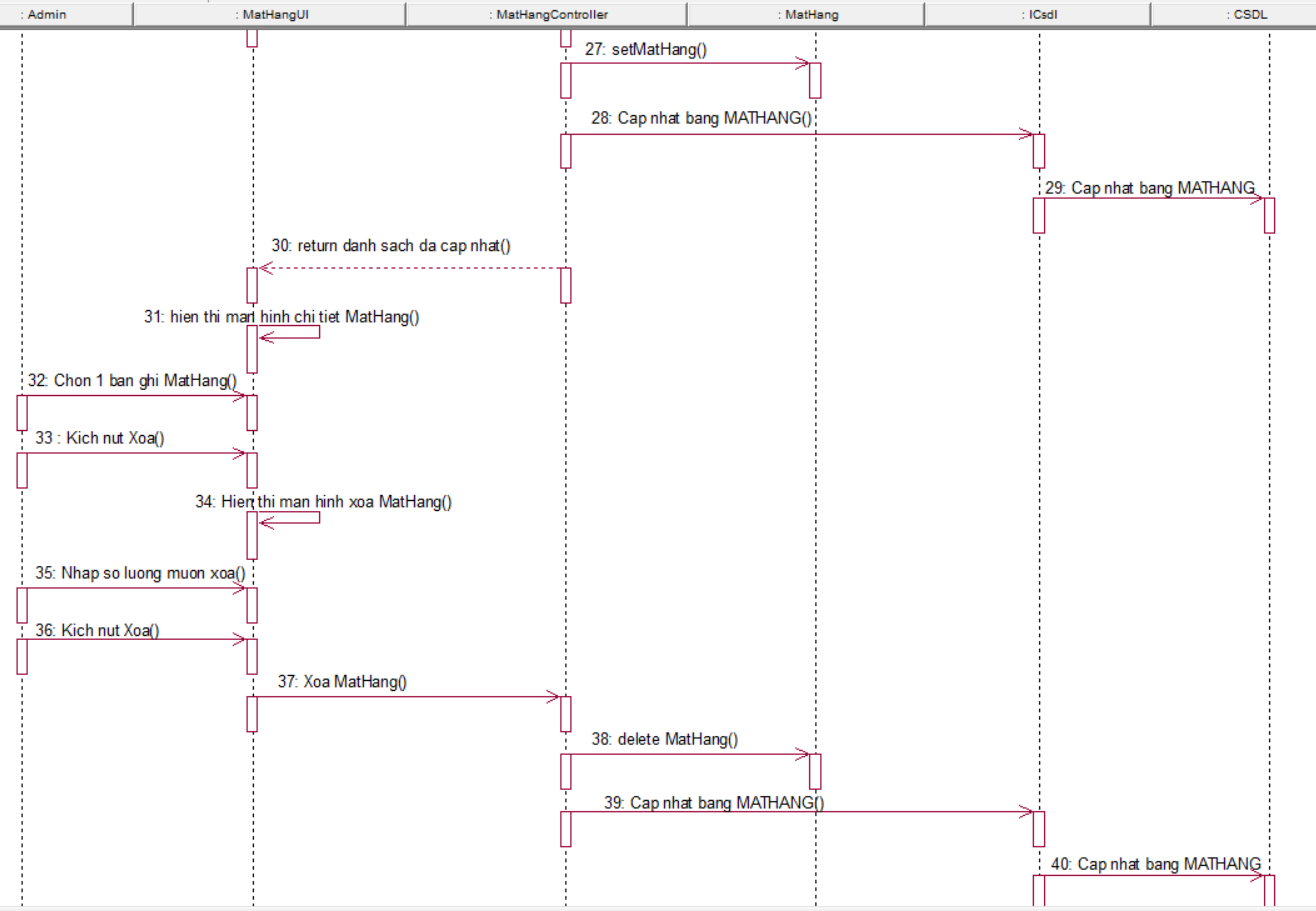 : Admin
: MatHangUI
: MatHangController
: MatHang
: ICsdl
: CSDL
27: setMatHang()
28: Cap nhat bang MATHANG()
29: Cap nhat bang MATHANG
30: return danh sach da cap nhat()
31: hien thi man hinh chi tiet MatHang()
32: Chon 1 ban ghi MatHang()
33 : Kich nut Xoa()
34: Hien thi man hinh xoa MatHang()
35: Nhap so luong muon xoa()
36: Kich nut Xoa()
37: Xoa MatHang()
38: delete MatHang()
39: Cap nhat bang MATHANG()
40: Cap nhat bang MATHANG